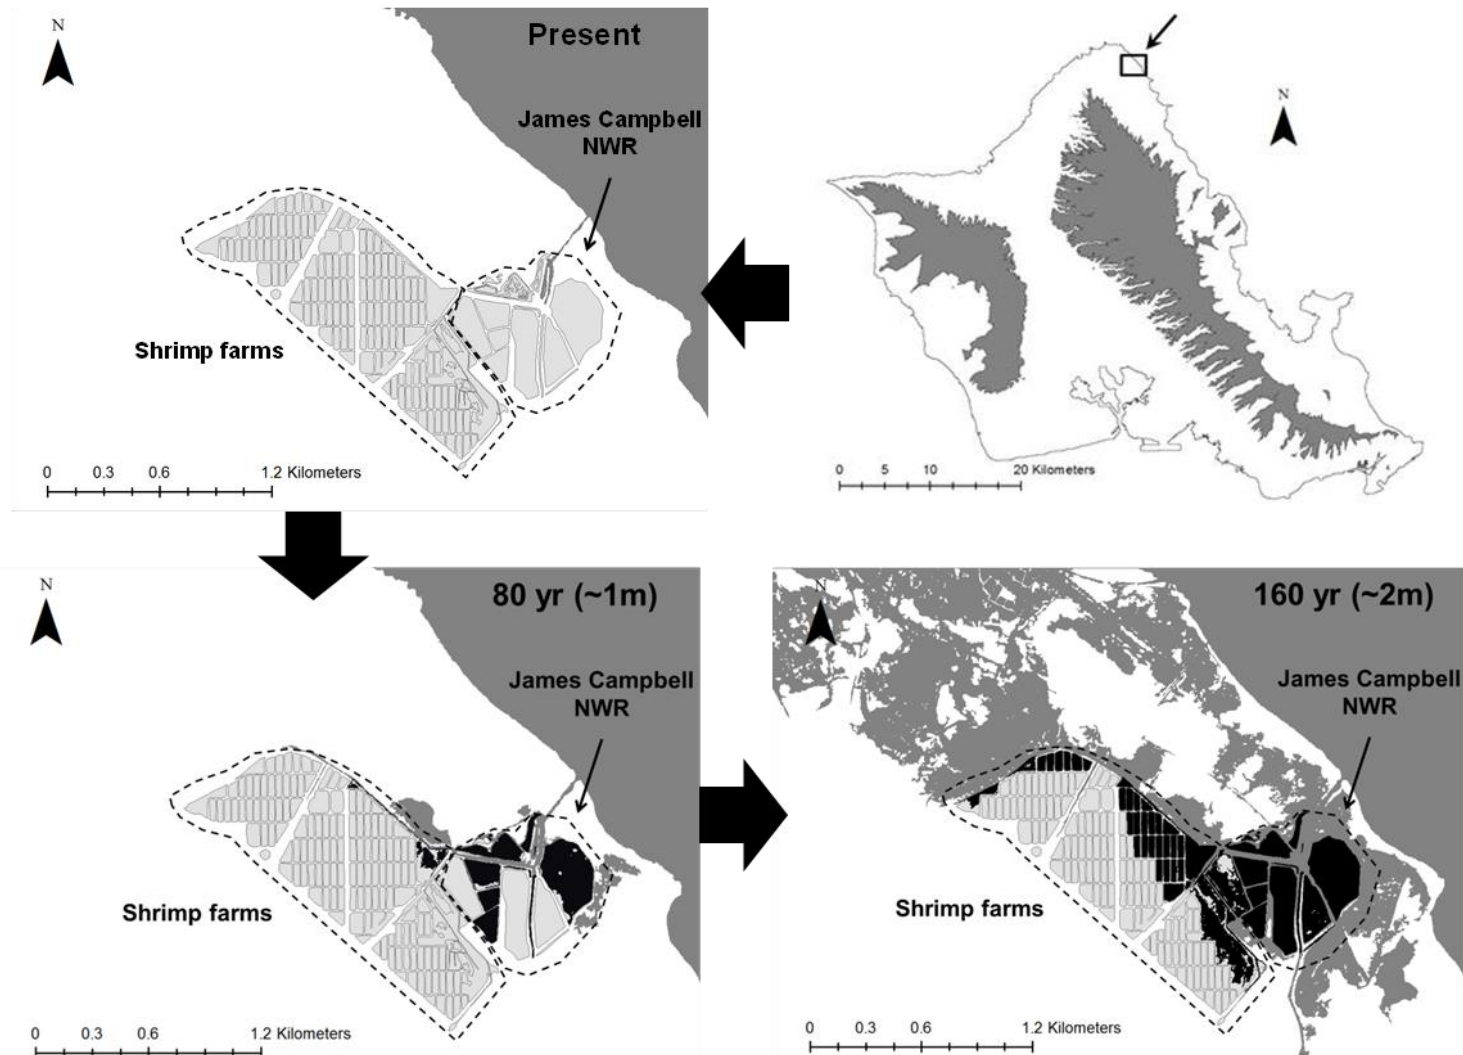 N
Present
James Campbell
NWR
Shrimp farms
0 0.3 0.6 1.2 Kilometers
N
0 5 10 20 Kilometers
N
80 yr (~1m)
James Campbell
NWR
Shrimp farms
0 0.3 0.6 1.2 Kilometers
N
160 yr (~2m)
James Campbell
NWR
Shrimp farms
0 0.3 0.6 1.2 Kilometers